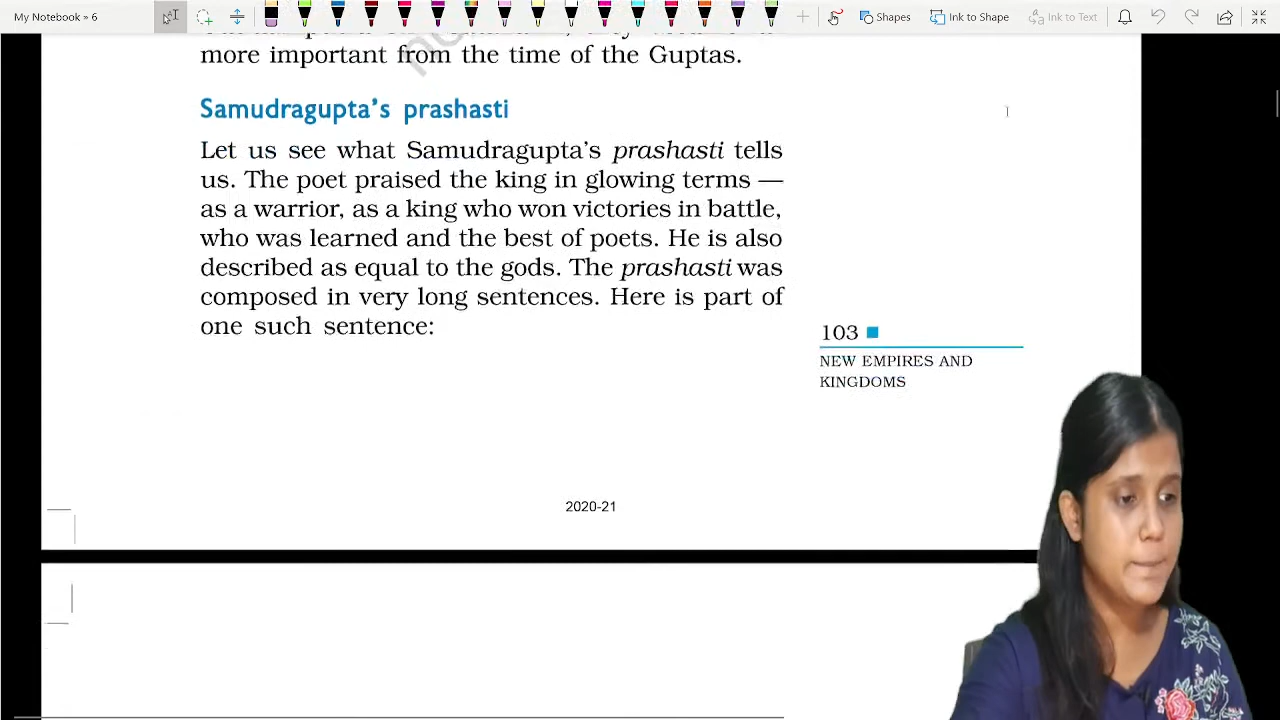 My Notebook » 6
Shapes
Ink to Shape
Ink to Text
more important from the time of the Guptas.
Samudragupta's prashasti
Let us see what Samudragupta's prashasti tells
us. The poet praised the king in glowing terms —
as a warrior, as a king who won victories in battle,
who was learned and the best of poets. He is also
described as equal to the gods. The prashasti was
composed in very long sentences. Here is part of
one such sentence:
103
NEW EMPIRES AND
KINGDOMS
2020-21